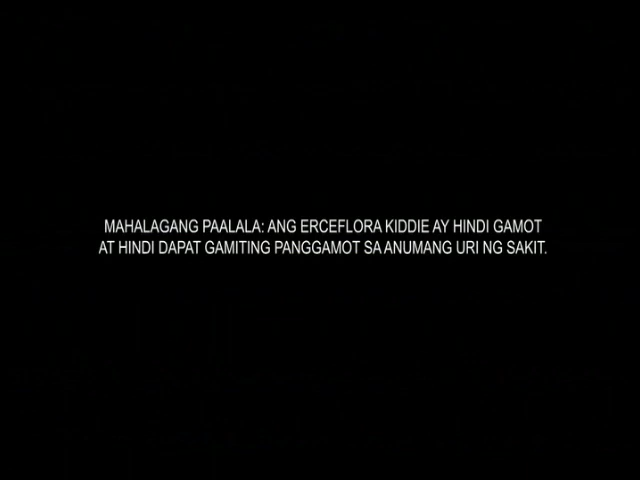 MAHALAGANG PAALALA: ANG ERCEFLORA KIDDIE AY HINDI GAMOT
AT HINDI DAPAT GAMITING PANGGAMOT SA ANUMANG URI NG SAKIT.